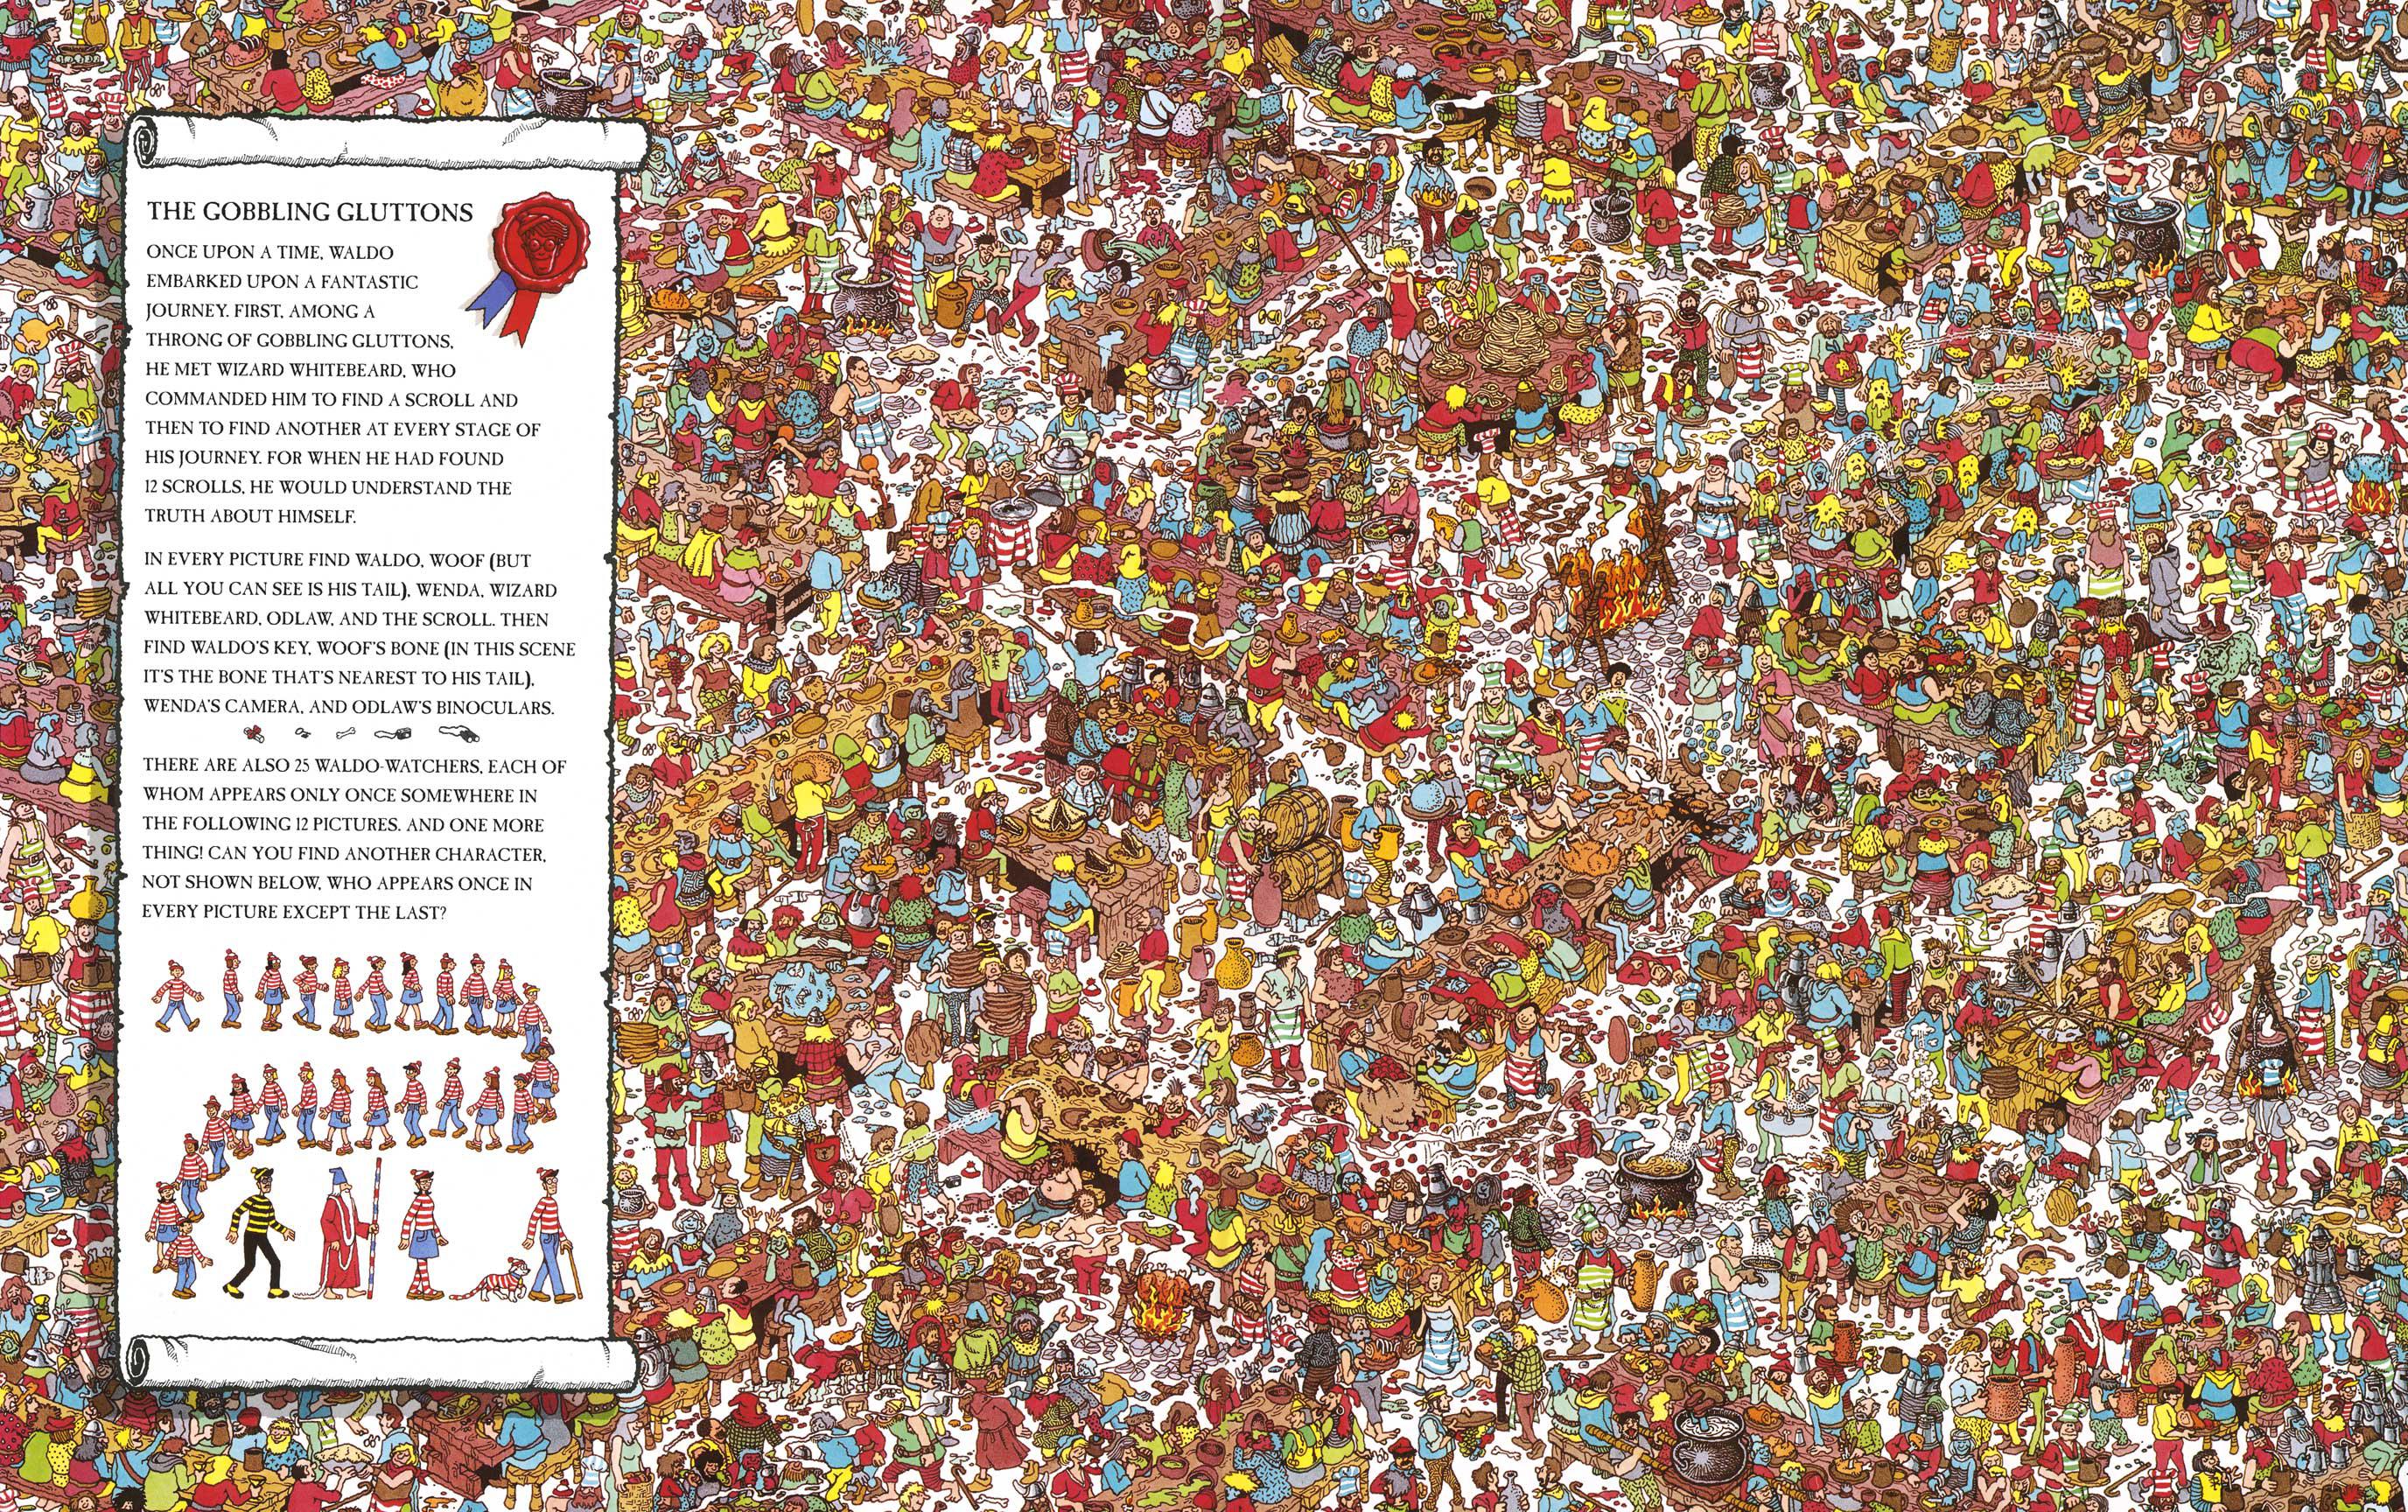 THE GOBBLING GLUTTONS
ONCE UPON A TIME, WALDO
EMBARKED UPON A FANTASTIC
JOURNEY. FIRST, AMONG A
THRONG OF GOBBLING GLUTTONS,
HE MET WIZARD WHITEBEARD, WHO
COMMANDED HIM TO FIND A SCROLL AND
THEN TO FIND ANOTHER AT EVERY STAGE OF
HIS JOURNEY. FOR WHEN HE HAD FOUND
12 SCROLLS, HE WOULD UNDERSTAND THE
TRUTH ABOUT HIMSELF.
IN EVERY PICTURE FIND WALDO, WOOF (BUT
ALL YOU CAN SEE IS HIS TAIL), WENDA, WIZARD
WHITEBEARD, ODLAW, AND THE SCROLL. THEN
FIND WALDO'S KEY, WOOF'S BONE (IN THIS SCENE
IT'S THE BONE THAT'S NEAREST TO HIS TAIL),
WENDA'S CAMERA, AND ODLAW'S BINOCULARS.
THERE ARE ALSO 25 WALDO-WATCHERS, EACH OF
WHOM APPEARS ONLY ONCE SOMEWHERE IN
THE FOLLOWING 12 PICTURES. AND ONE MORE
THING! CAN YOU FIND ANOTHER CHARACTER,
NOT SHOWN BELOW, WHO APPEARS ONCE IN
EVERY PICTURE EXCEPT THE LAST?